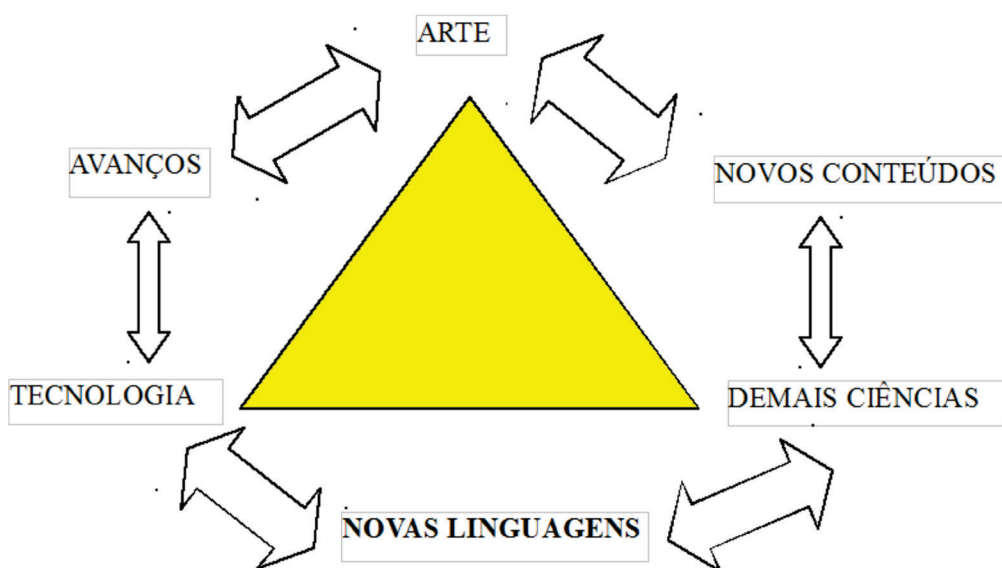 ARTE
AVANÇOS
NOVOS CONTEÚDOS
TECNOLOGIA
DEMAIS CIÊNCIAS
NOVAS LINGUAGENS